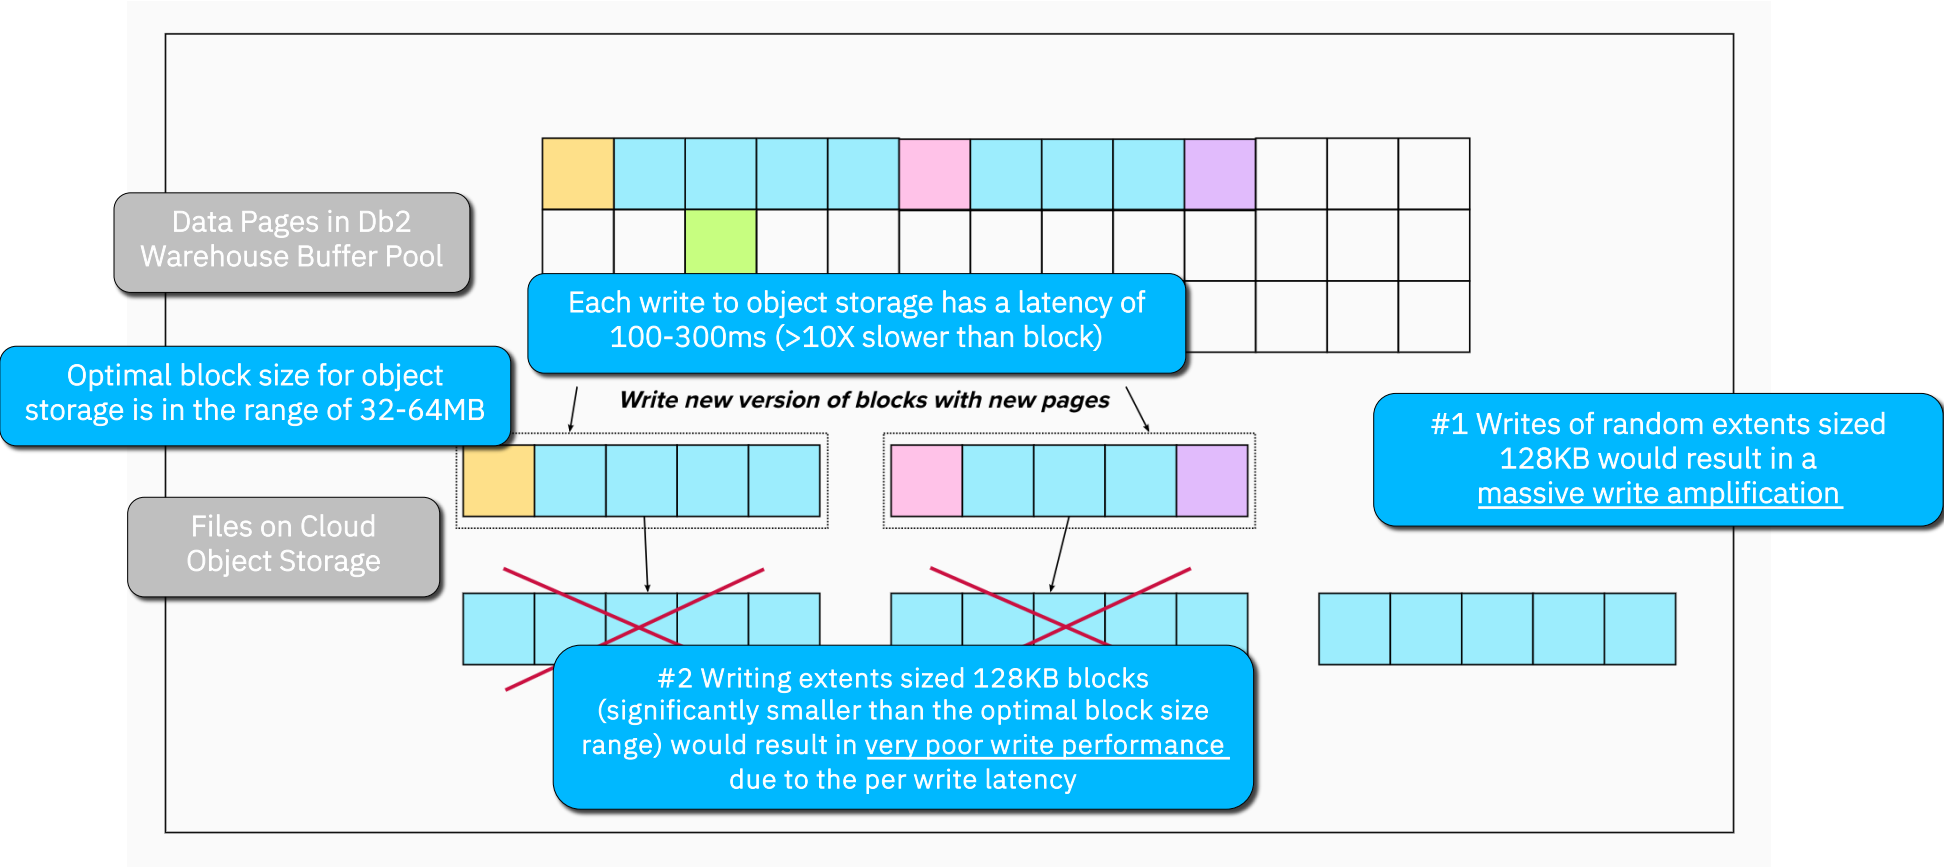 Data Pages in Db2
Warehouse Buffer Pool
Each write to object storage has a latency of
100-300ms (>10X slower than block)
Optimal block size for object
storage is in the range of 32-64MB
Write new version of blocks with new pages
#1 Writes of random extents sized
128KB would result in a
massive write amplification
Files on Cloud
Object Storage
#2 Writing extents sized 128KB blocks
(significantly smaller than the optimal block size
range) would result in very poor write performance
due to the per write latency